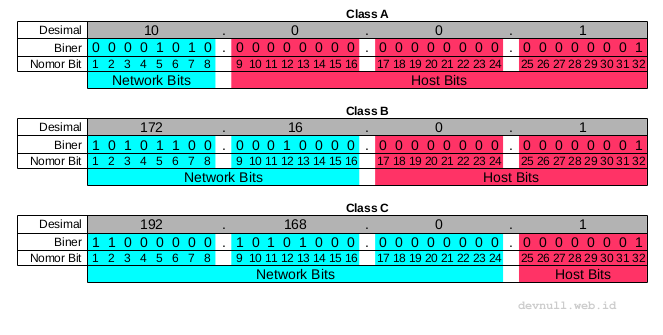 Class A
Desimal 10 . 0 . 0 . 1
Biner 0 0 0 0 1 0 1 0 . 0 0 0 0 0 0 0 0 . 0 0 0 0 0 0 0 0 . 0 0 0 0 0 0 0 1
Nomor Bit 1 2 3 4 5 6 7 8 9 10 11 12 13 14 15 16 17 18 19 20 21 22 23 24 25 26 27 28 29 30 31 32
Network Bits Host Bits
Class B
Desimal 172 . 16 . 0 . 1
Biner 1 0 1 0 1 1 0 0 . 0 0 0 1 0 0 0 0 . 0 0 0 0 0 0 0 0 . 0 0 0 0 0 0 0 1
Nomor Bit 1 2 3 4 5 6 7 8 9 10 11 12 13 14 15 16 17 18 19 20 21 22 23 24 25 26 27 28 29 30 31 32
Network Bits Host Bits
Class C
Desimal 192 . 168 . 0 . 1
Biner 1 1 0 0 0 0 0 0 . 1 0 1 0 1 0 0 0 . 0 0 0 0 0 0 0 0 . 0 0 0 0 0 0 0 1
Nomor Bit 1 2 3 4 5 6 7 8 9 10 11 12 13 14 15 16 17 18 19 20 21 22 23 24 25 26 27 28 29 30 31 32
Network Bits Host Bits
devnull.web.id